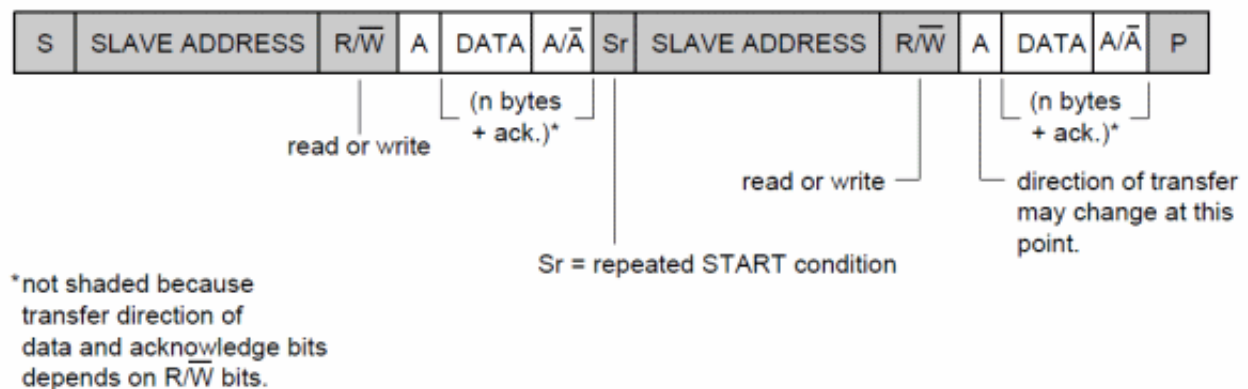 S SLAVE ADDRESS R/W̅ A DATA A/A̅ Sr SLAVE ADDRESS R/W̅ A DATA A/A̅ P
(n bytes
+ ack.)*
(n bytes
+ ack.)*
read or write
read or write
direction of transfer
may change at this
point.
Sr = repeated START condition
*not shaded because
transfer direction of
data and acknowledge bits
depends on R/W̅ bits.